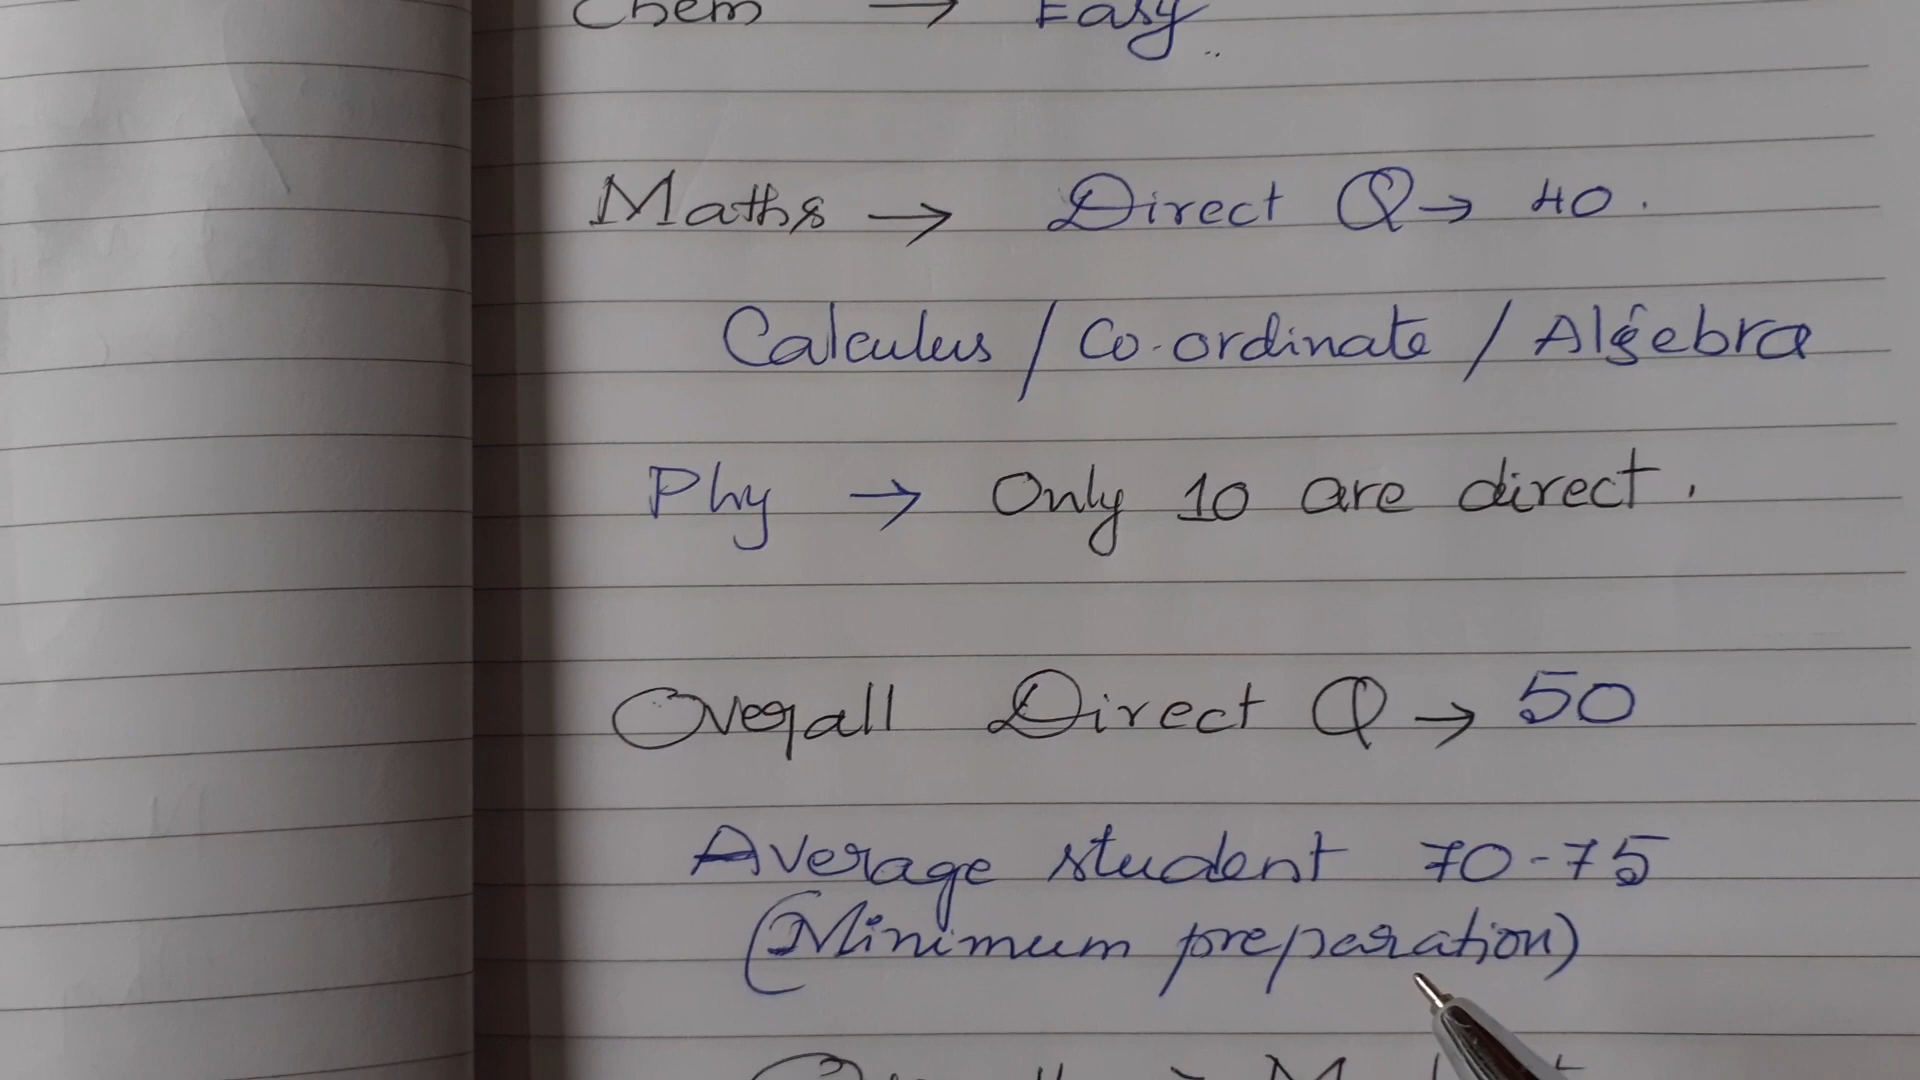 Chem → Easy
Maths → Direct Q → 40.
Calculus / Co-ordinate / Algebra
Phy → Only 10 are direct.
Overall Direct Q → 50
Average student 70-75
(Minimum preparation)